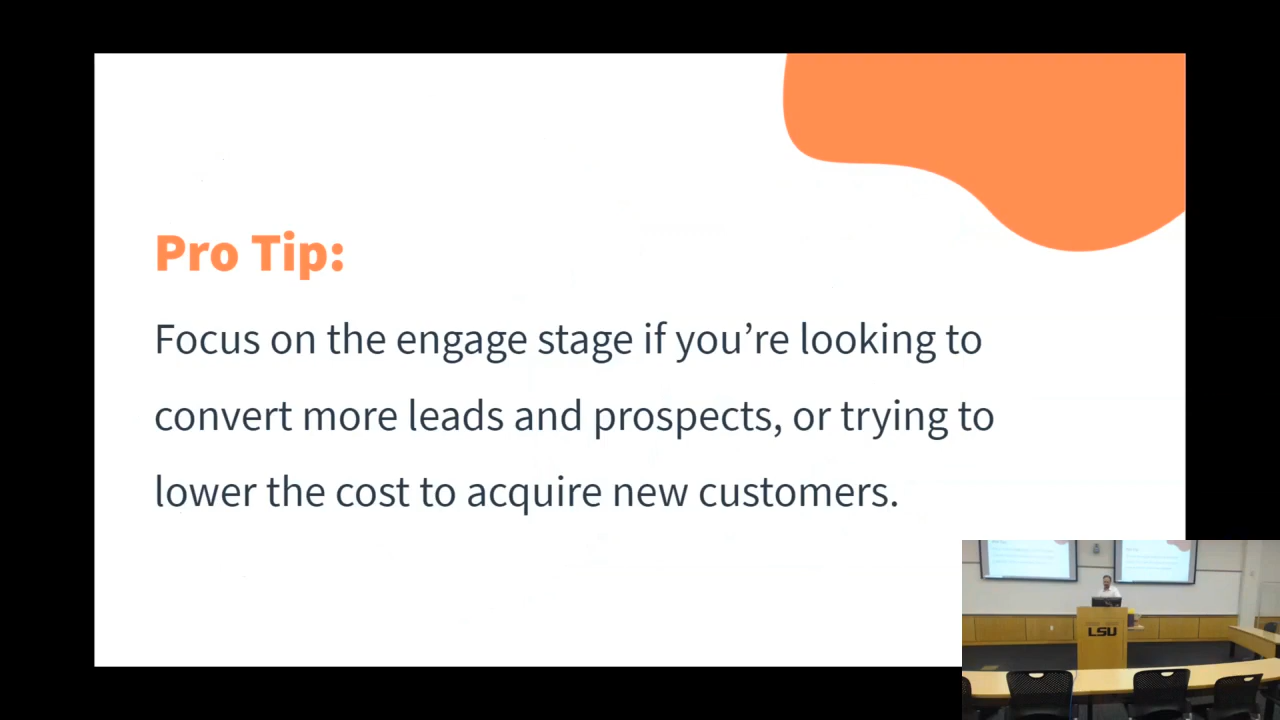 Pro Tip:
Focus on the engage stage if you’re looking to
convert more leads and prospects, or trying to
lower the cost to acquire new customers.
LSU